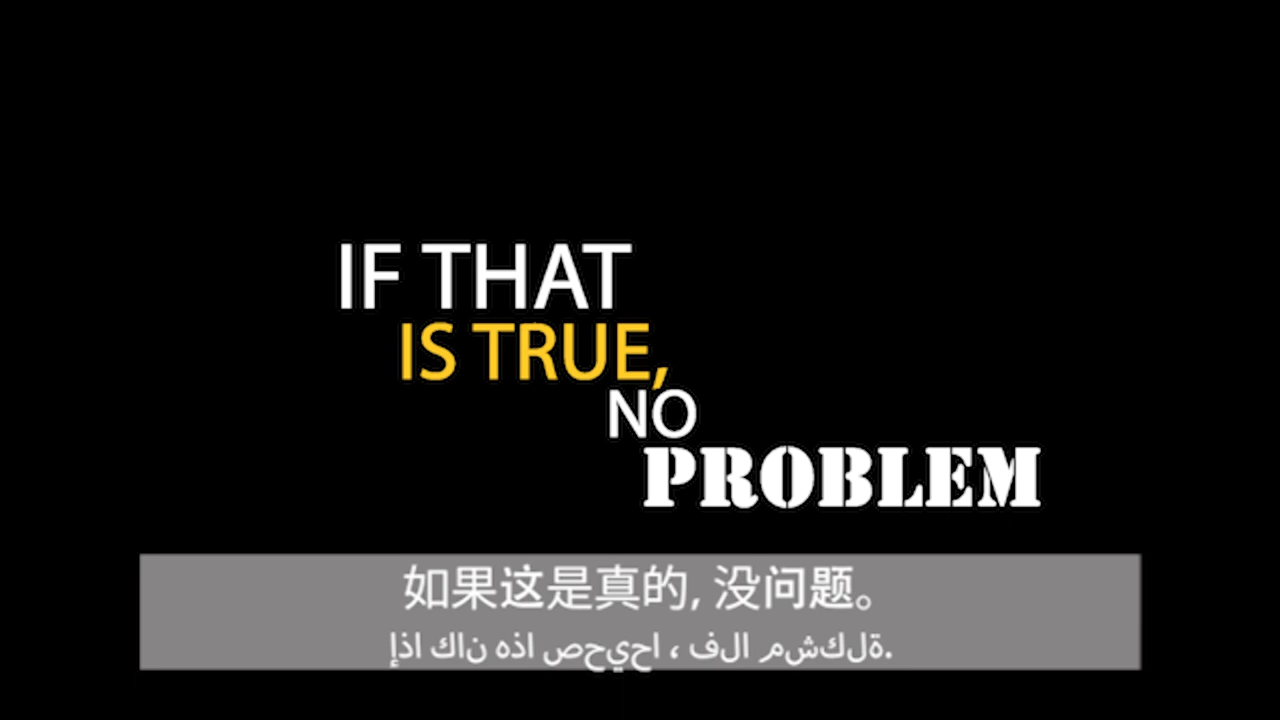 IF THAT
IS TRUE,
NO
PROBLEM
如果这是真的, 没问题。
إذا كان هذا صحيحا ، فلا مشكلة.